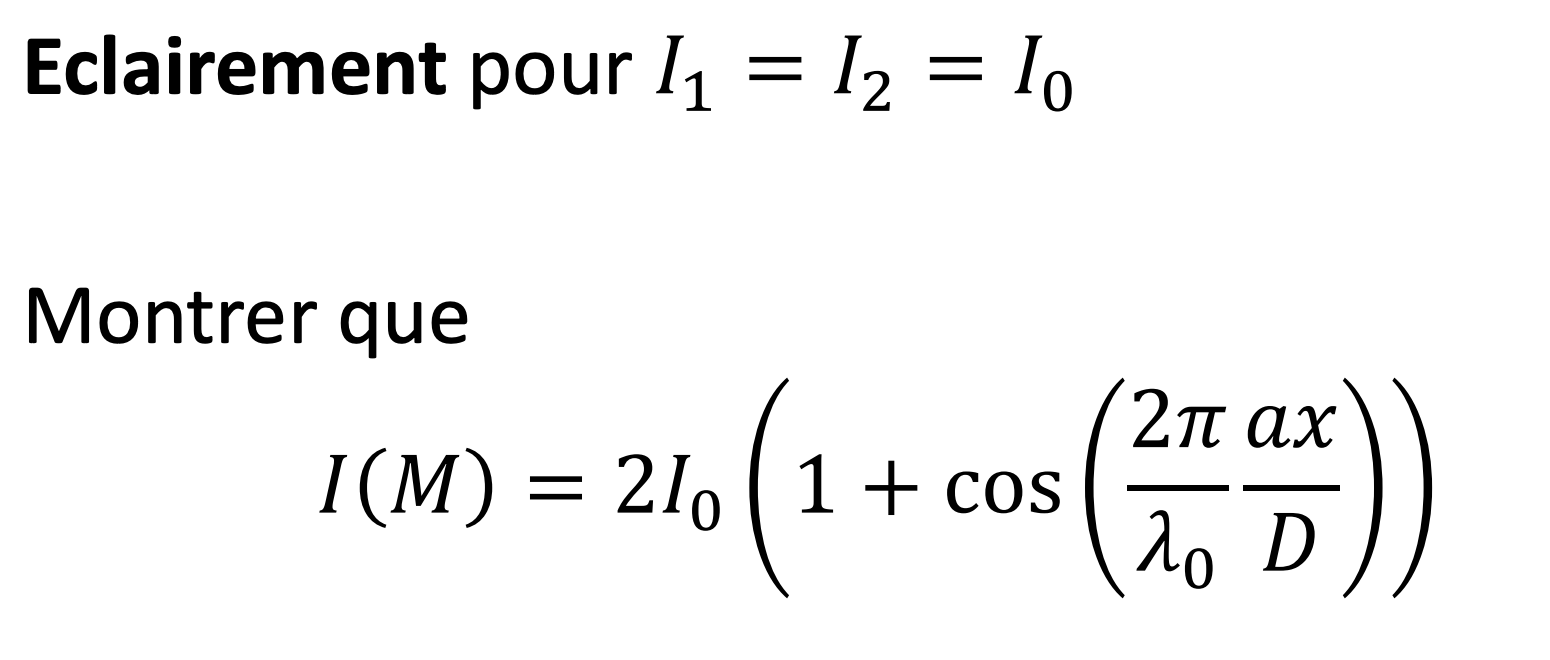 Eclairement pour I₁ = I₂ = I₀
Montrer que
I(M) = 2I₀ (1 + cos (2π/λ₀ ax/D))